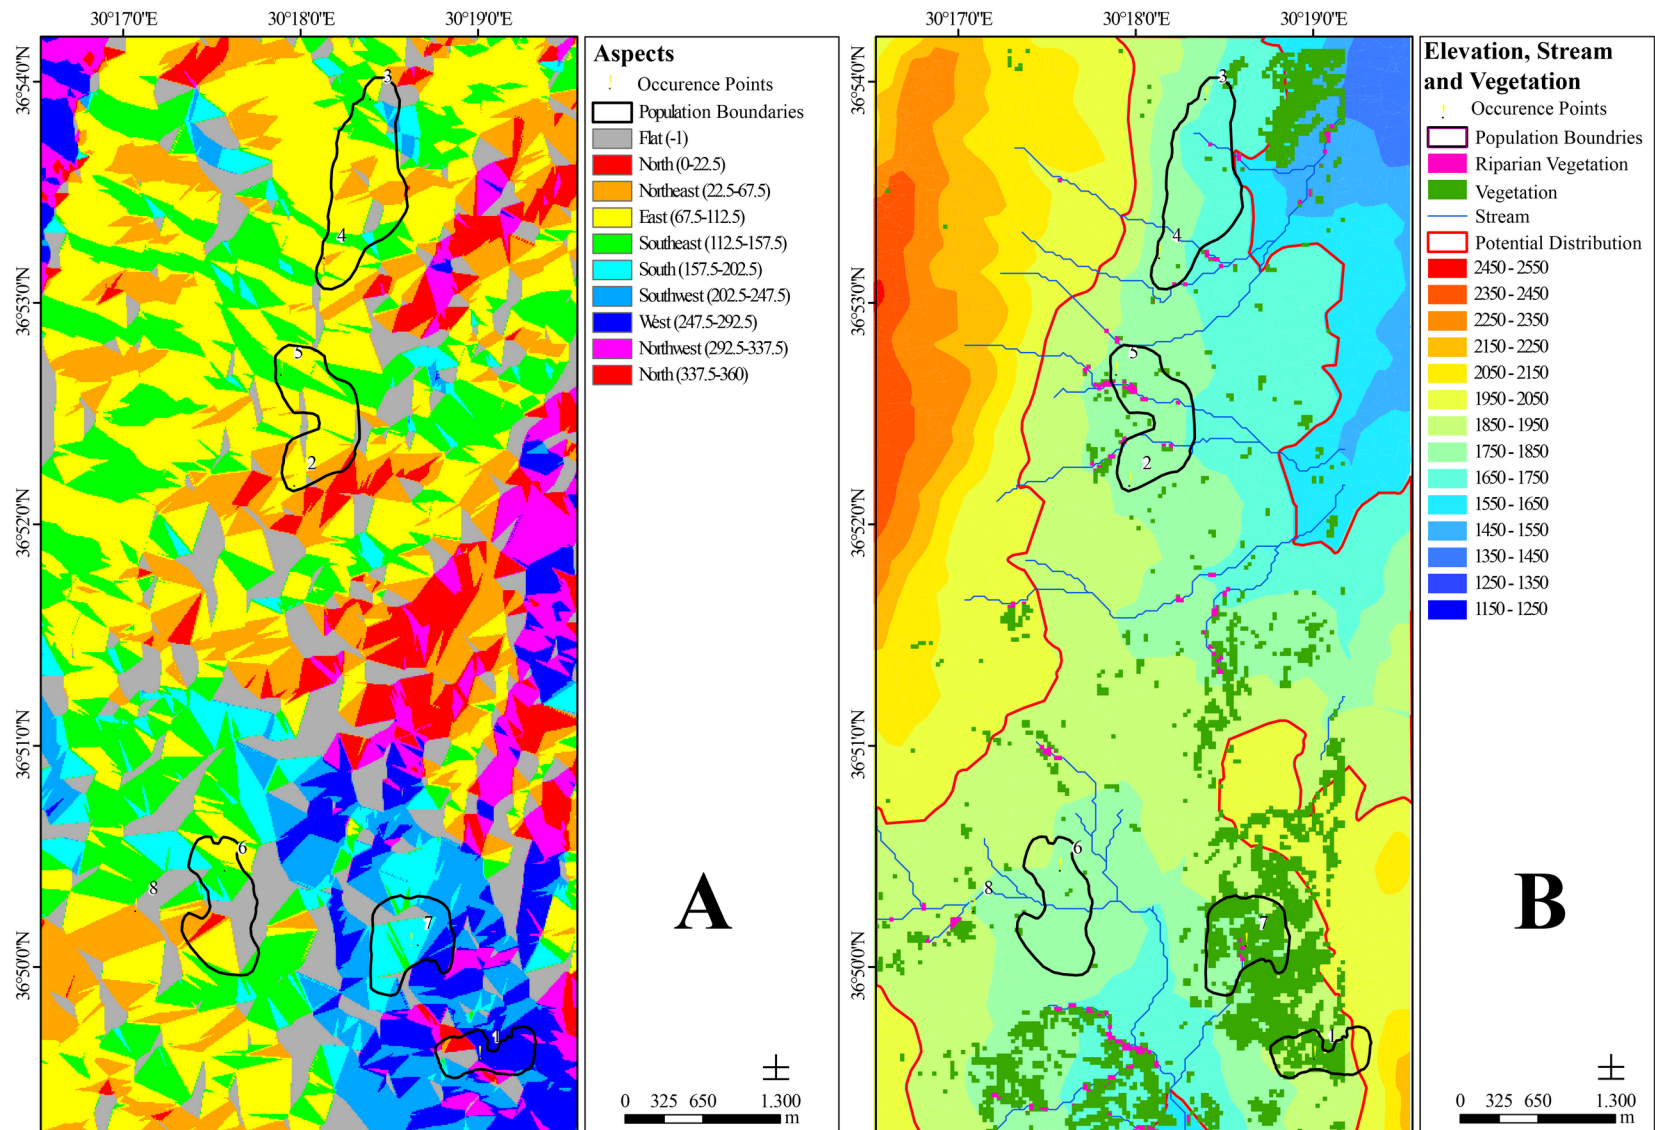 30°17'0"E
30°18'0"E
30°19'0"E
36°54'0"N
36°53'0"N
36°52'0"N
36°51'0"N
36°50'0"N
3
4
5
2
6
8
7
1
Aspects
Occurence Points
Population Boundaries
Flat (-1)
North (0-22.5)
Northeast (22.5-67.5)
East (67.5-112.5)
Southeast (112.5-157.5)
South (157.5-202.5)
Southwest (202.5-247.5)
West (247.5-292.5)
Northwest (292.5-337.5)
North (337.5-360)
A
0 325 650 1.300
m
30°17'0"E
30°18'0"E
30°19'0"E
36°54'0"N
36°53'0"N
36°52'0"N
36°51'0"N
36°50'0"N
3
4
5
2
6
8
7
1
Elevation, Stream
and Vegetation
Occurence Points
Population Boundries
Riparian Vegetation
Vegetation
Stream
Potential Distribution
2450 - 2550
2350 - 2450
2250 - 2350
2150 - 2250
2050 - 2150
1950 - 2050
1850 - 1950
1750 - 1850
1650 - 1750
1550 - 1650
1450 - 1550
1350 - 1450
1250 - 1350
1150 - 1250
B
0 325 650 1.300
m